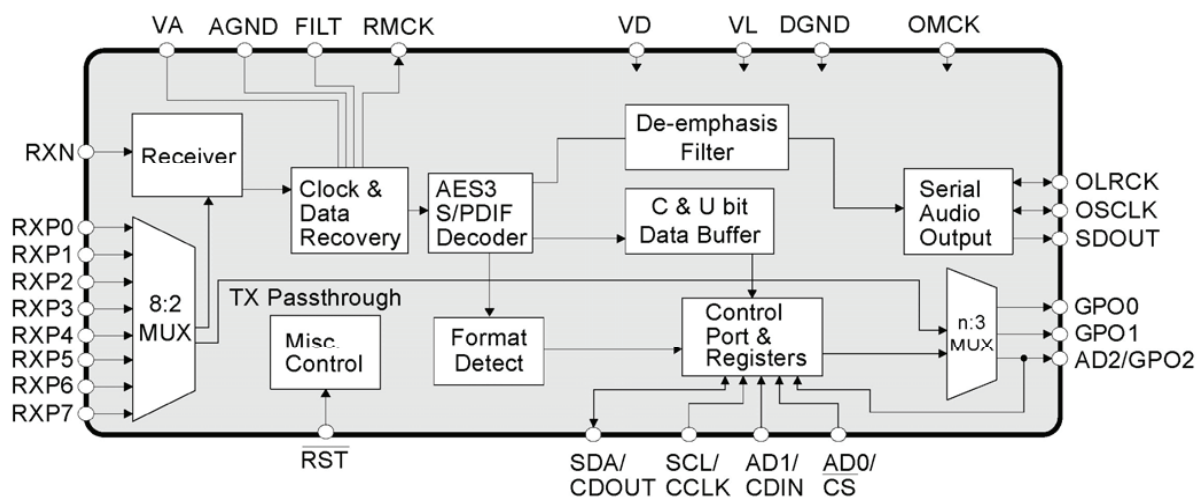 VA AGND FILT RMCK VD VL DGND OMCK
De-emphasis
Filter
RXN
Receiver
Clock &
Data
Recovery
AES3
S/PDIF
Decoder
C & U bit
Data Buffer
Serial
Audio
Output
OLRCK
OSCLK
SDOUT
RXP0
RXP1
RXP2
RXP3
RXP4
RXP5
RXP6
RXP7
8:2
MUX
TX Passthrough
Misc.
Control
Format
Detect
Control
Port &
Registers
n:3
MUX
GPO0
GPO1
AD2/GPO2
RST
SDA/
CDOUT
SCL/
CCLK
AD1/
CDIN
AD0/
CS